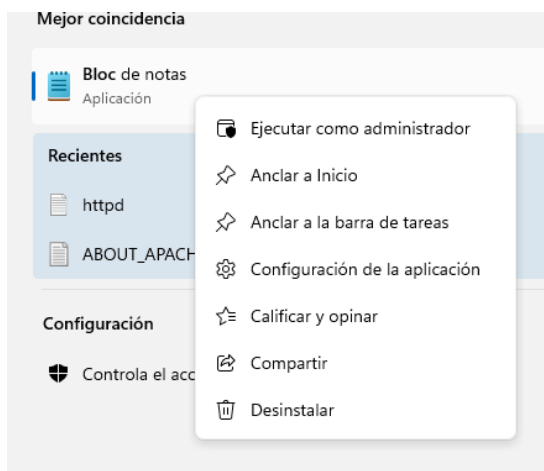 Mejor coincidencia
Bloc de notas
Aplicación
Ejecutar como administrador
Anclar a Inicio
Anclar a la barra de tareas
Configuración de la aplicación
Calificar y opinar
Compartir
Desinstalar
Recientes
httpd
ABOUT_APACH
Configuración
Controla el acc